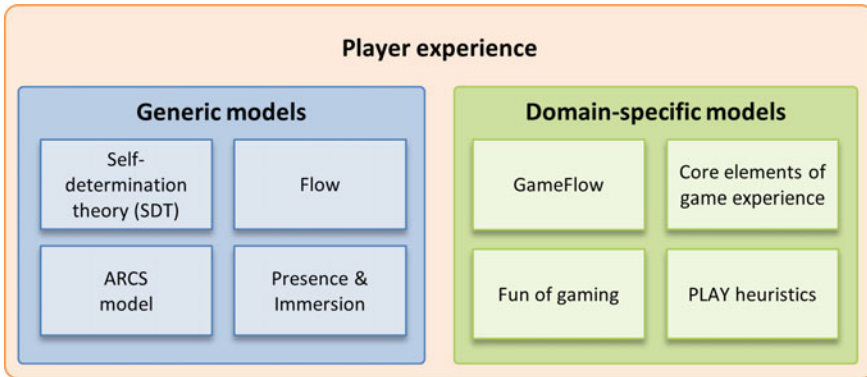 Player experience
Generic models
Self-
determination
theory (SDT)
Flow
ARCS
model
Presence &
Immersion
Domain-specific models
GameFlow
Core elements of
game experience
Fun of gaming
PLAY heuristics